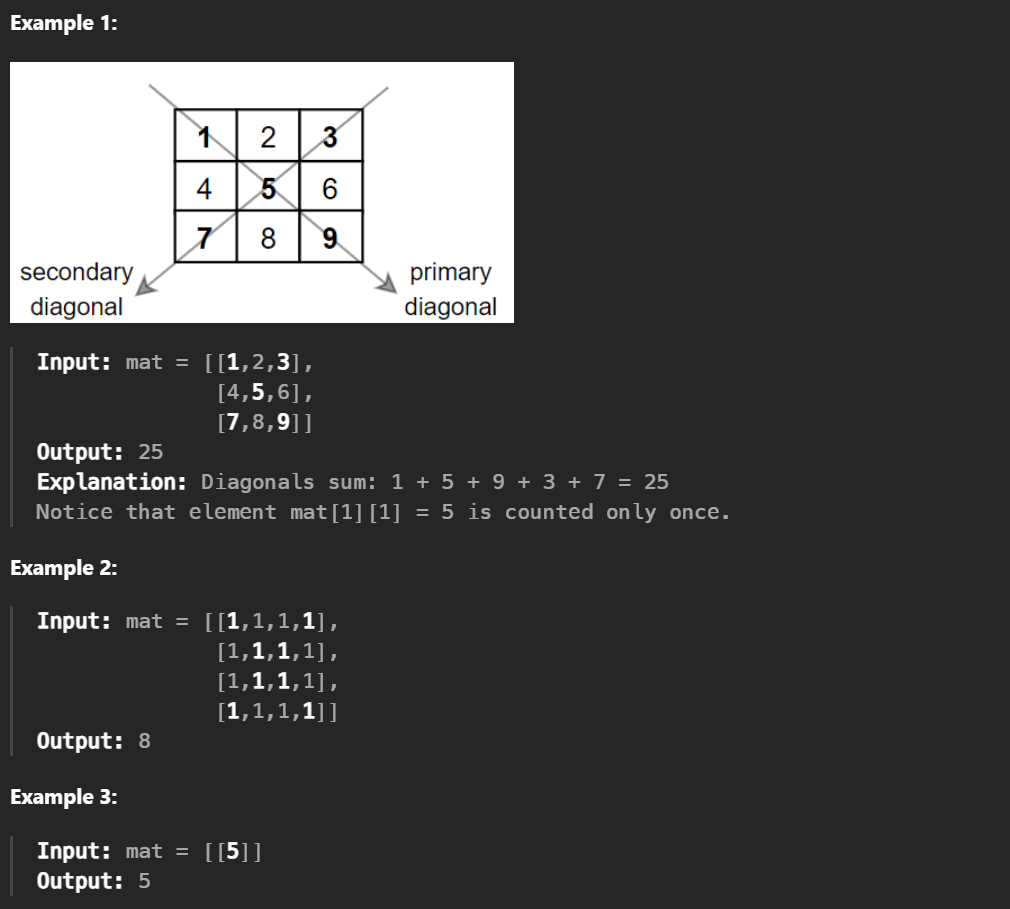 Example 1:
1 2 3
4 5 6
7 8 9
secondary diagonal
primary diagonal
Input: mat = [[1,2,3],
[4,5,6],
[7,8,9]]
Output: 25
Explanation: Diagonals sum: 1 + 5 + 9 + 3 + 7 = 25
Notice that element mat[1][1] = 5 is counted only once.
Example 2:
Input: mat = [[1,1,1,1],
[1,1,1,1],
[1,1,1,1],
[1,1,1,1]]
Output: 8
Example 3:
Input: mat = [[5]]
Output: 5